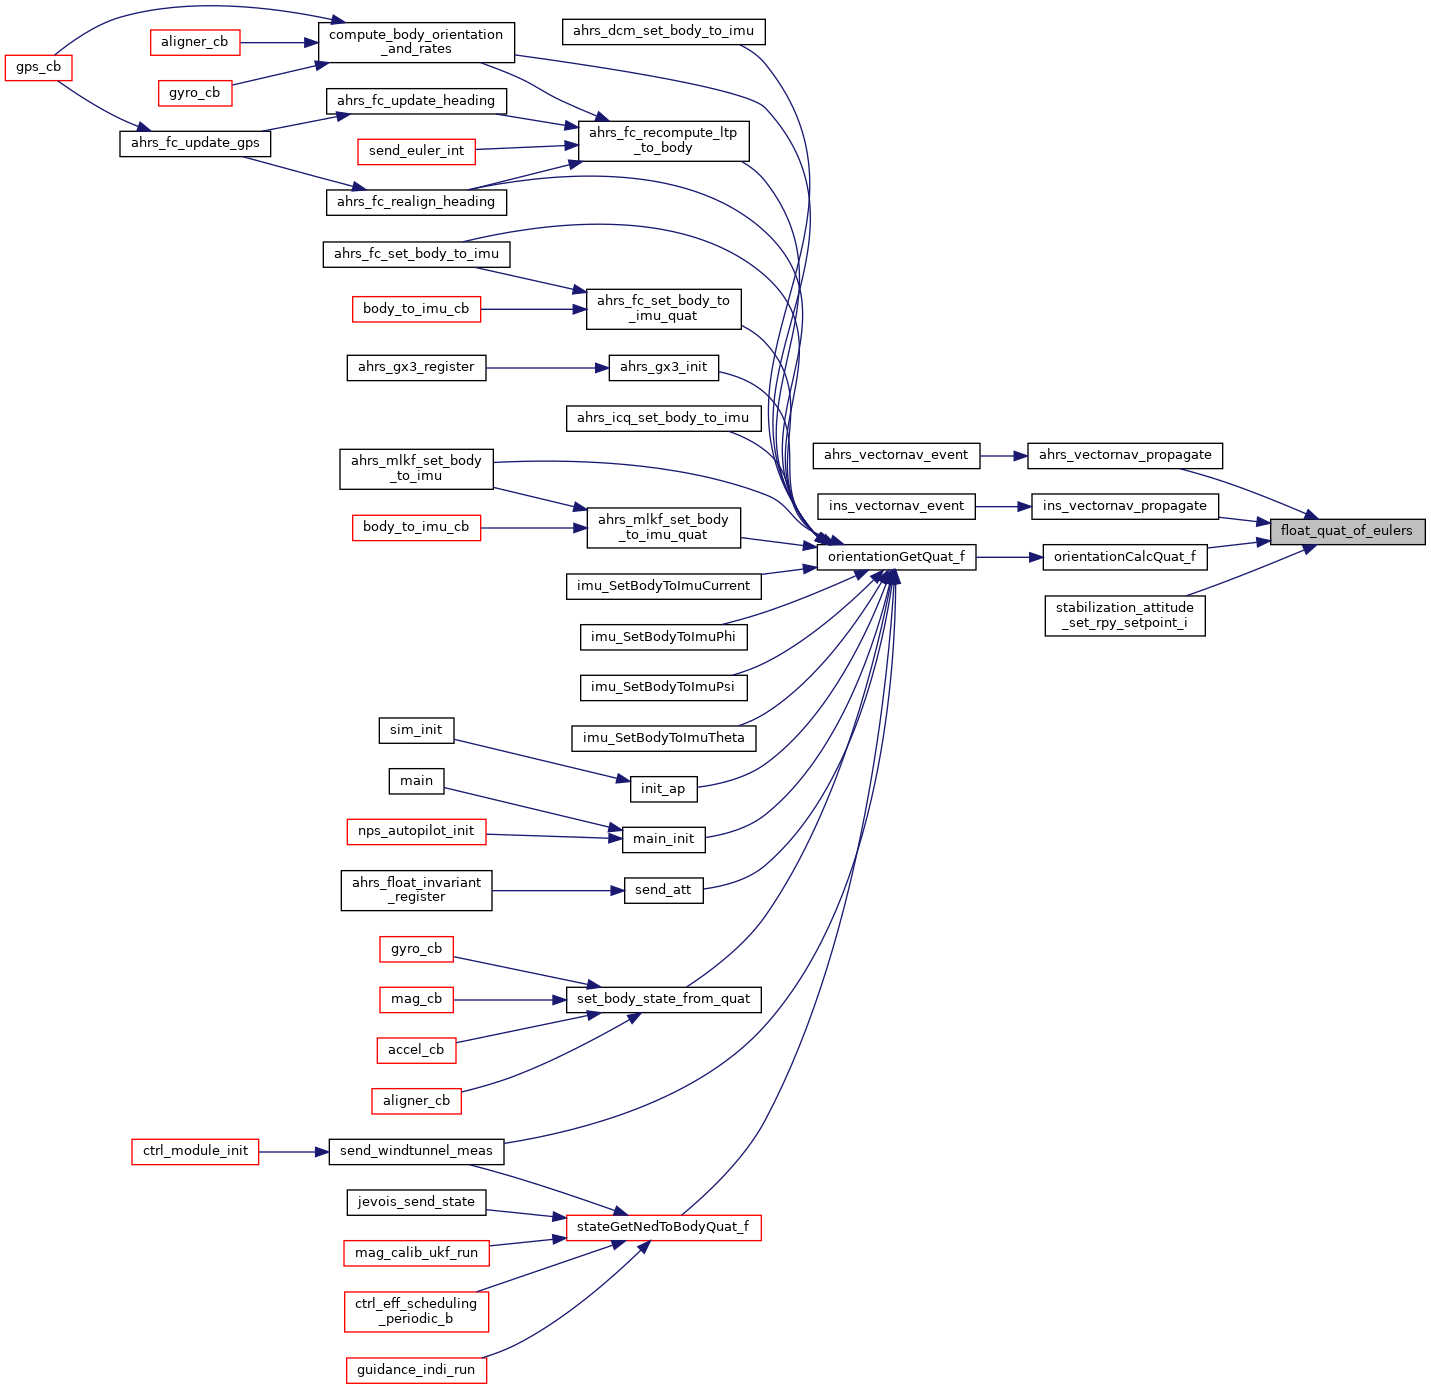 gps_cb
aligner_cb
gyro_cb
ahrs_fc_update_gps
compute_body_orientation
_and_rates
ahrs_fc_update_heading
send_euler_int
ahrs_fc_realign_heading
ahrs_fc_set_body_to_imu
body_to_imu_cb
ahrs_gx3_register
ahrs_mlkf_set_body
_to_imu
body_to_imu_cb
sim_init
main
nps_autopilot_init
ahrs_float_invariant
_register
gyro_cb
mag_cb
accel_cb
aligner_cb
ctrl_module_init
send_windtunnel_meas
jevois_send_state
mag_calib_ukf_run
ctrl_eff_scheduling
_periodic_b
guidance_indi_run
ahrs_dcm_set_body_to_imu
ahrs_fc_recompute_ltp
_to_body
ahrs_fc_set_body_to
_imu_quat
ahrs_gx3_init
ahrs_icq_set_body_to_imu
ahrs_mlkf_set_body
_to_imu_quat
imu_SetBodyToImuCurrent
imu_SetBodyToImuPhi
imu_SetBodyToImuPsi
imu_SetBodyToImuTheta
init_ap
main_init
send_att
set_body_state_from_quat
stateGetNedToBodyQuat_f
ahrs_vectornav_event
ins_vectornav_event
orientationGetQuat_f
ahrs_vectornav_propagate
ins_vectornav_propagate
orientationCalcQuat_f
stabilization_attitude
_set_rpy_setpoint_i
float_quat_of_eulers